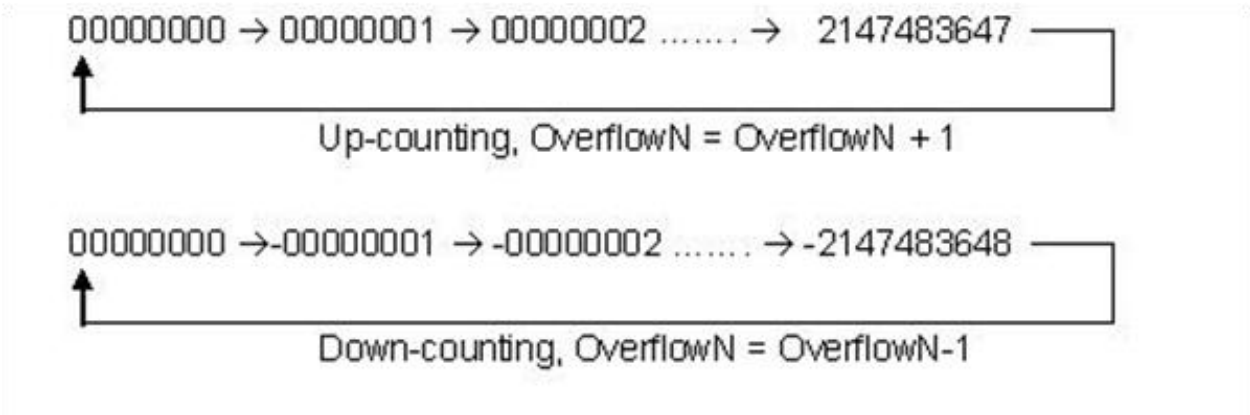 00000000 → 00000001 → 00000002 ....... → 2147483647
Up-counting, OverflowN = OverflowN + 1
00000000 →-00000001 → -00000002 ....... → -2147483648
Down-counting, OverflowN = OverflowN-1